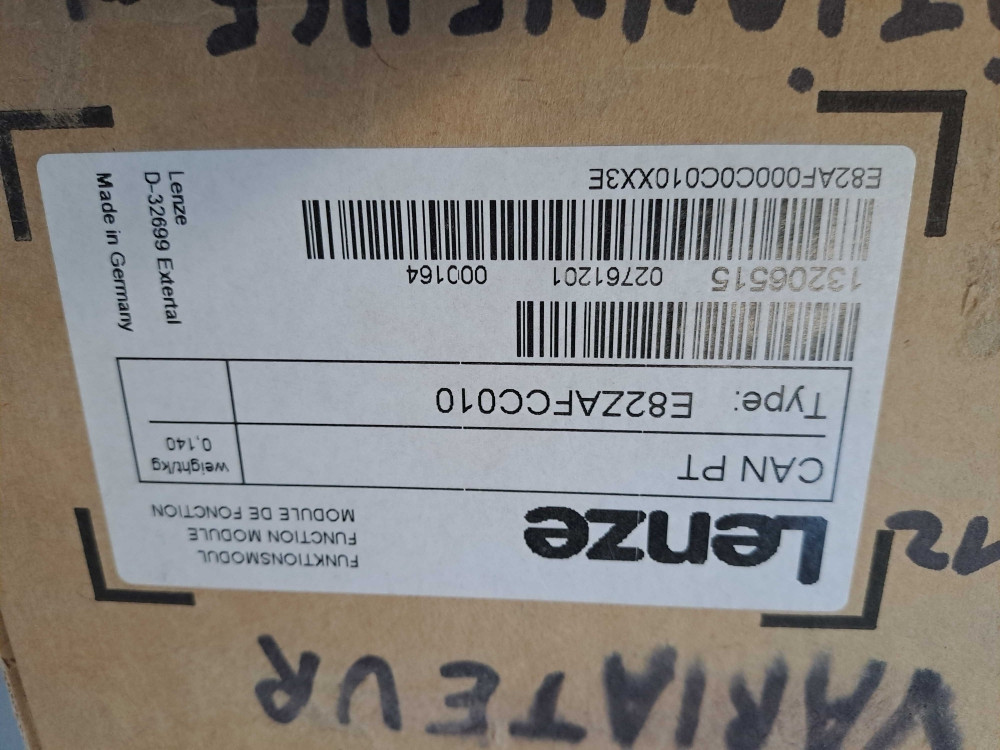 VARIATEUR
Lenze
FUNKTIONSMODUL
FUNCTION MODULE
MODULE DE FONCTION
CAN PT
weight/kg
0,140
Type: E82ZAFCC010
13206515 02761201 000164
E82AF000C0C010XX3E
Lenze
D-32699 Extertal
Made in Germany